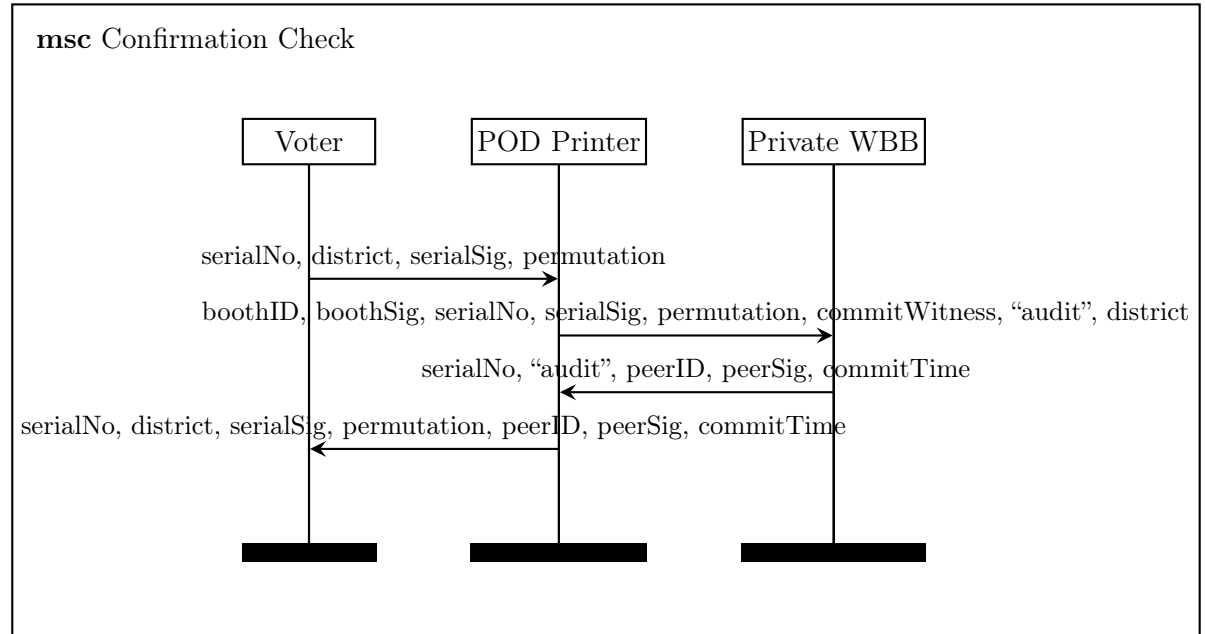 msc Confirmation Check
Voter
POD Printer
Private WBB
serialNo, district, serialSig, permutation
boothID, boothSig, serialNo, serialSig, permutation, commitWitness, “audit”, district
serialNo, “audit”, peerID, peerSig, commitTime
serialNo, district, serialSig, permutation, peerID, peerSig, commitTime